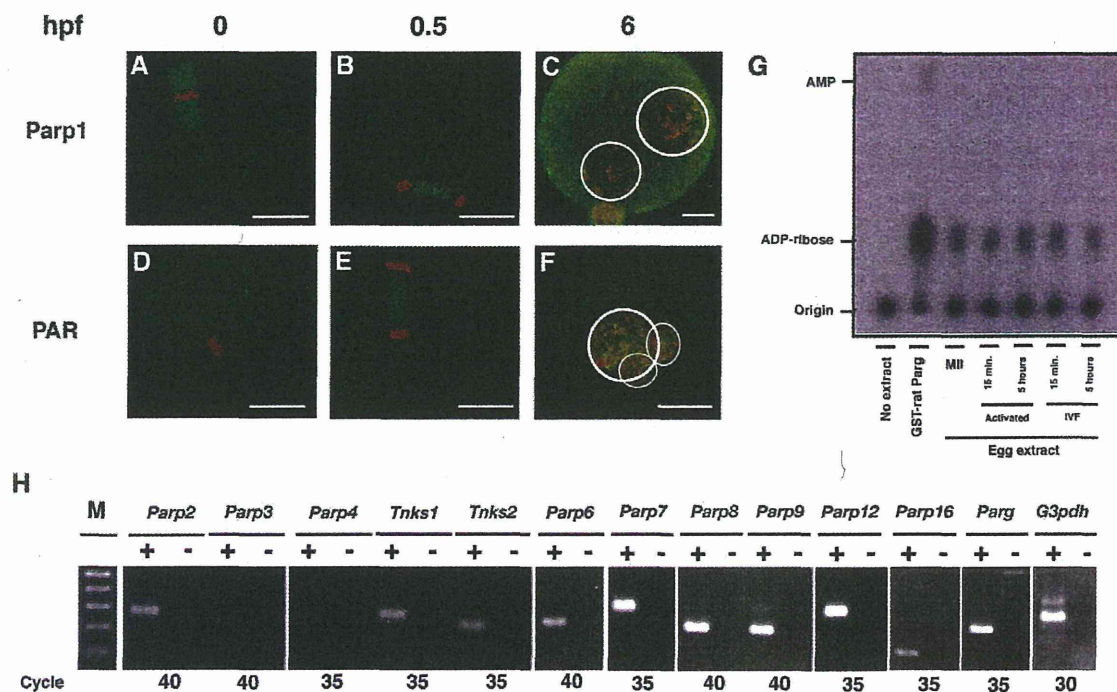 hpf 0 0.5 6
Parp1
A B C
PAR
D E F
G
AMP
ADP-ribose
Origin
No extract
GST-rat Parg
MII
15 min.
5 hours
15 min.
5 hours
Activated IVF
Egg extract
H
M Parp2 Parp3 Parp4 Tnks1 Tnks2 Parp6 Parp7 Parp8 Parp9 Parp12 Parp16 Parg G3pdh
+ - + - + - + - + - + - + - + - + - + - + - + - + -
Cycle 40 40 35 35 35 40 35 40 40 35 35 35 30